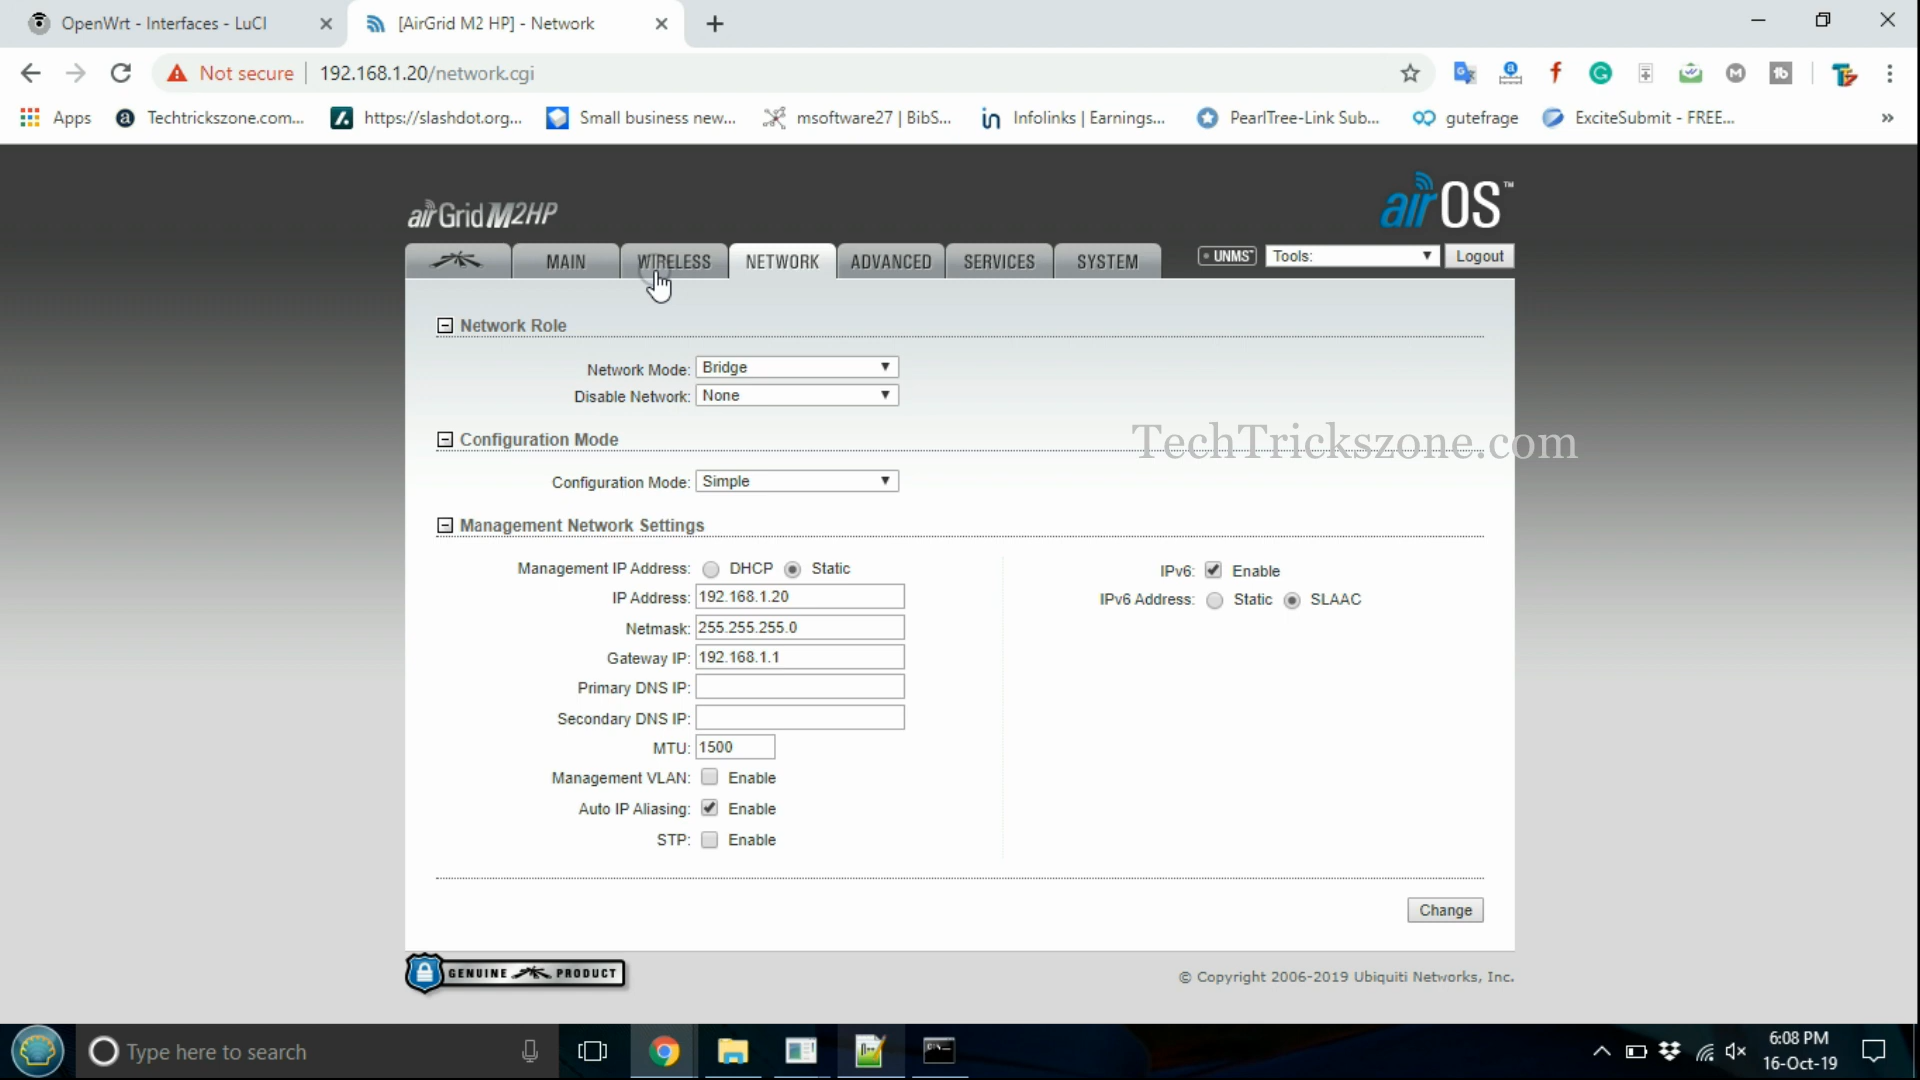 OpenWrt - Interfaces - LuCI
[AirGrid M2 HP] - Network
Not secure
192.168.1.20/network.cgi
Apps
Techtrickszone.com...
https://slashdot.org...
Small business new...
msoftware27 | BibS...
Infolinks | Earnings...
PearlTree-Link Sub...
gutefrage
ExciteSubmit - FREE...
»
airGrid M2HP
airOS™
MAIN
WIRELESS
NETWORK
ADVANCED
SERVICES
SYSTEM
UNMS™
Tools:
Logout
Network Role
Network Mode: Bridge
Disable Network: None
Configuration Mode
TechTrickszone.com
Configuration Mode: Simple
Management Network Settings
Management IP Address: DHCP Static
IP Address: 192.168.1.20
Netmask: 255.255.255.0
Gateway IP: 192.168.1.1
Primary DNS IP:
Secondary DNS IP:
MTU: 1500
Management VLAN: Enable
Auto IP Aliasing: Enable
STP: Enable
IPv6: Enable
IPv6 Address: Static SLAAC
Change
GENUINE PRODUCT
© Copyright 2006-2019 Ubiquiti Networks, Inc.
Type here to search
6:08 PM
16-Oct-19